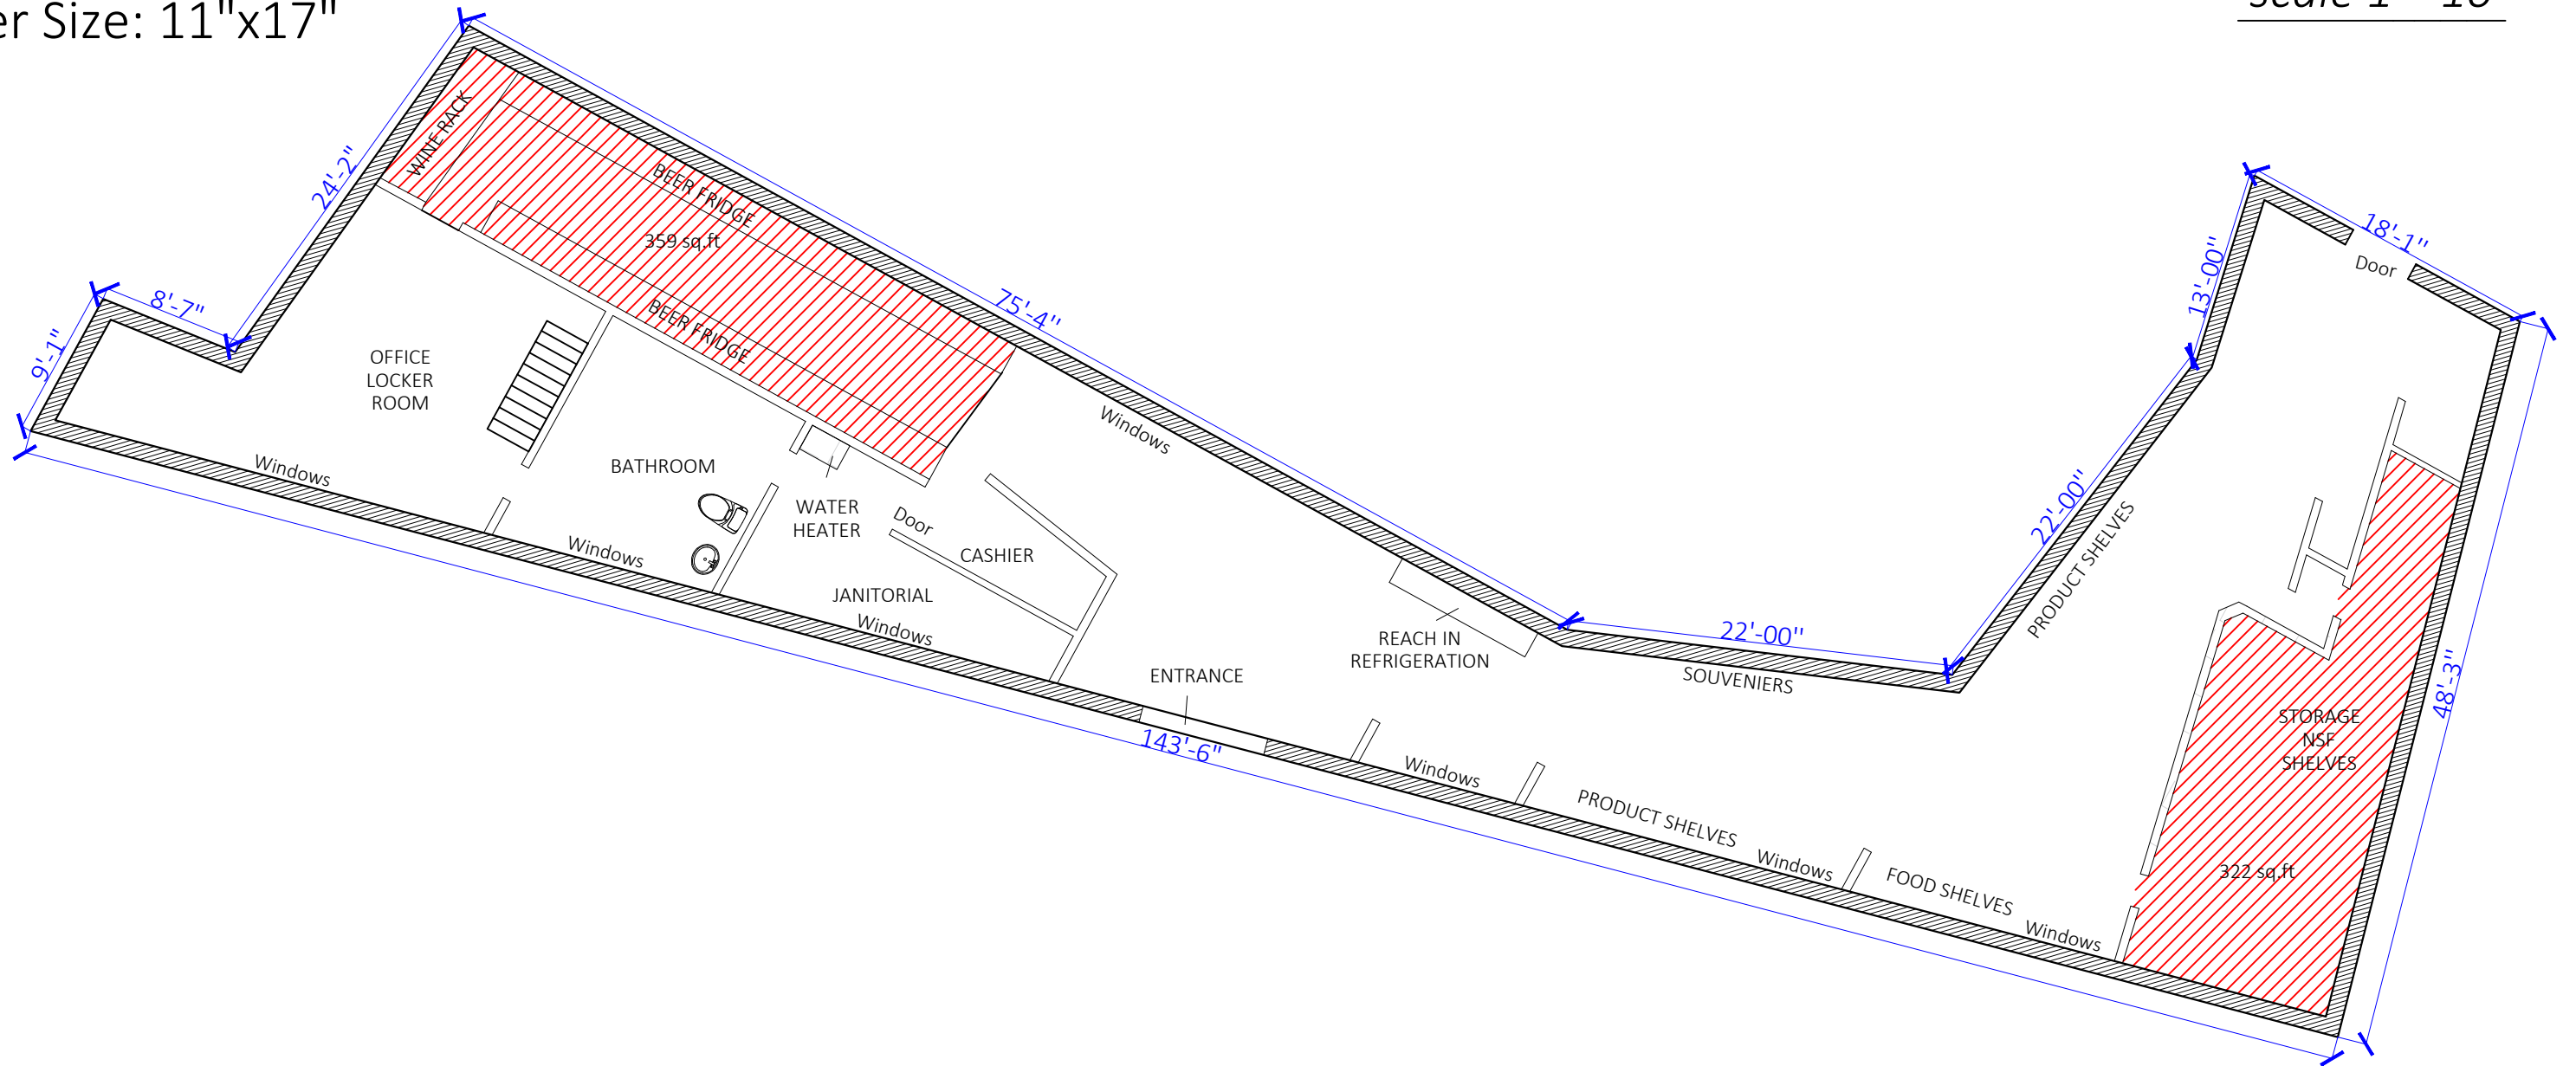 er Size: 11"x17"
24'-2"
WINE RACK
BEER FRIDGE
359 sq.ft
BEER FRIDGE
75'-4"
8'-7"
9'-1"
OFFICE
LOCKER
ROOM
Windows
BATHROOM
Windows
WATER
HEATER
Door
CASHIER
JANITORIAL
Windows
Windows
ENTRANCE
143'-6"
REACH IN
REFRIGERATION
22'-00"
SOUVENIERS
Windows
PRODUCT SHELVES
Windows
FOOD SHELVES
Windows
22'-00"
PRODUCT SHELVES
13'-00"
18'-1"
Door
48'-3"
STORAGE
NSF
SHELVES
322 sq.ft